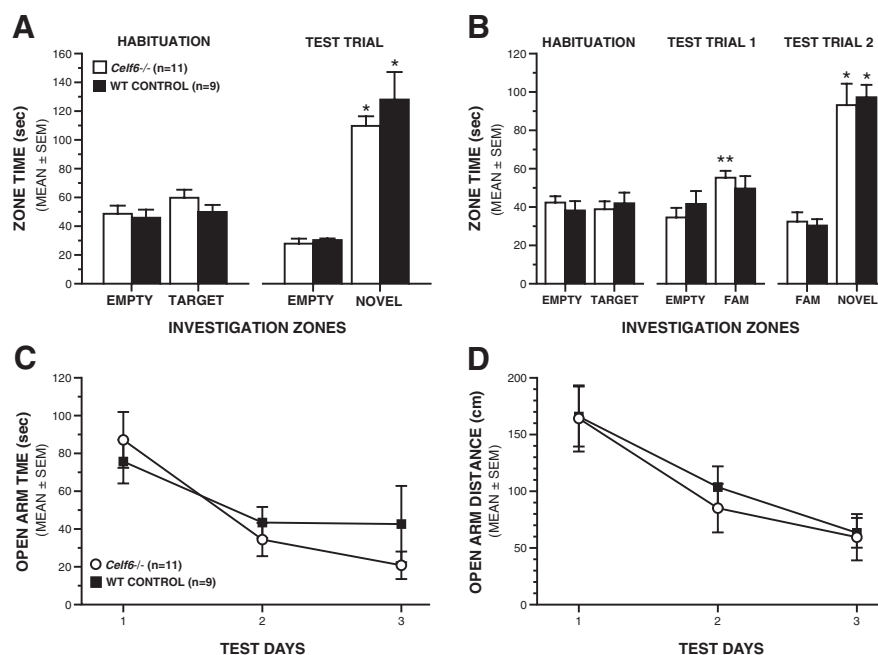 A
HABITUATION
TEST TRIAL
160
140
120
100
80
60
40
20
0
ZONE TIME (sec)
(MEAN ± SEM)
Celf6-/- (n=11)
WT CONTROL (n=9)
*
*
EMPTY TARGET
EMPTY NOVEL
INVESTIGATION ZONES
B
HABITUATION
TEST TRIAL 1
TEST TRIAL 2
120
100
80
60
40
20
0
ZONE TIME (sec)
(MEAN ± SEM)
**
*
*
EMPTY TARGET
EMPTY FAM
FAM NOVEL
INVESTIGATION ZONES
C
120
100
80
60
40
20
0
OPEN ARM TME (sec)
(MEAN ± SEM)
Celf6-/- (n=11)
WT CONTROL (n=9)
1 2 3
TEST DAYS
D
200
150
100
50
0
OPEN ARM DISTANCE (cm)
(MEAN ± SEM)
1 2 3
TEST DAYS